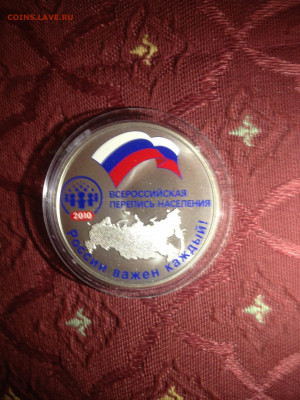 COINS.LAVE.RU
ВСЕРОССИЙСКАЯ
ПЕРЕПИСЬ НАСЕЛЕНИЯ
2010
России важен каждый!